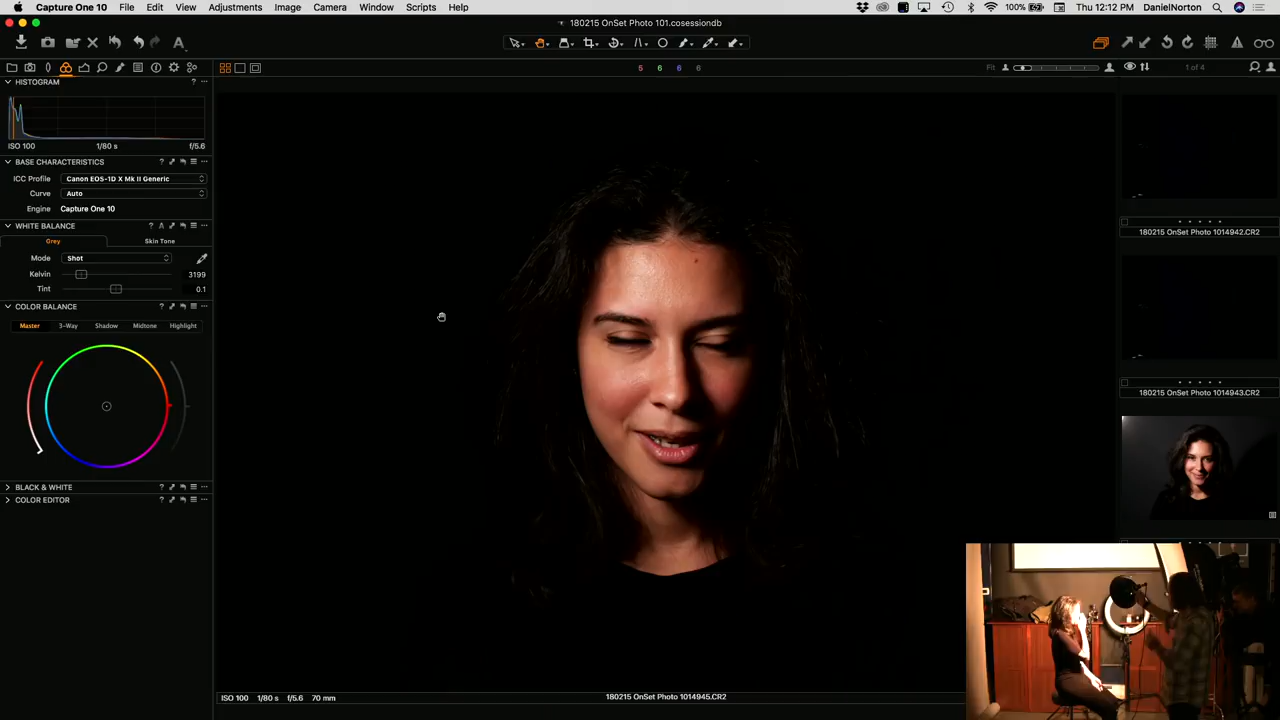 Capture One 10 File Edit View Adjustments Image Camera Window Scripts Help 100% Thu 12:12 PM DanielNorton
180215 OnSet Photo 101.cosessiondb
5 6 6 6 Fit 1 of 4
HISTOGRAM ?
ISO 100 1/80 s f/5.6
BASE CHARACTERISTICS ?
ICC Profile Canon EOS-1D X Mk II Generic
Curve Auto
Engine Capture One 10
WHITE BALANCE ? A
Grey Skin Tone
Mode Shot
Kelvin 3199
Tint 0.1
COLOR BALANCE ?
Master 3-Way Shadow Midtone Highlight
BLACK & WHITE ?
COLOR EDITOR ?
180215 OnSet Photo 1014942.CR2
180215 OnSet Photo 1014943.CR2
ISO 100 1/80 s f/5.6 70 mm 180215 OnSet Photo 1014945.CR2